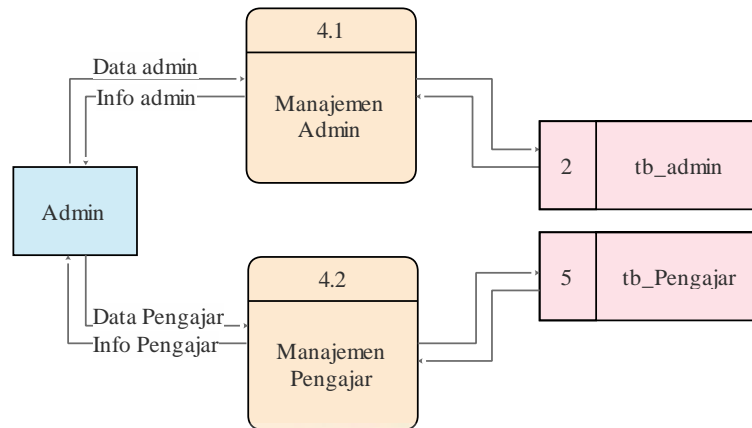 4.1
Data admin
Info admin
Manajemen
Admin
2
tb_admin
Admin
5
tb_Pengajar
4.2
Data Pengajar
Info Pengajar
Manajemen
Pengajar